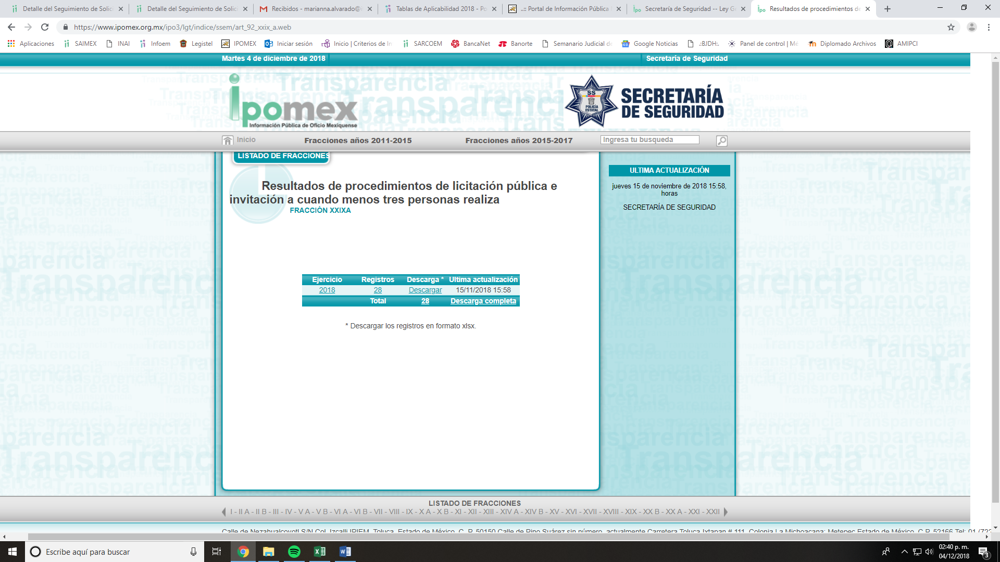 Detalle del Seguimiento de Solici
Detalle del Seguimiento de Solici
Recibidos - marianna.alvarado@i
Tablas de Aplicabilidad 2018 - Po
..:: Portal de Información Pública
Secretaría de Seguridad -- Ley Ge
Resultados de procedimientos de
https://www.ipomex.org.mx/ipo3/lgt/indice/ssem/art_92_xxix_a.web
Aplicaciones SAIMEX INAI Infoem Legistel IPOMEX Iniciar sesión Inicio | Criterios de In SARCOEM BancaNet Banorte Semanario Judicial de Google Noticias .:BJDH:. Panel de control | Mé Diplomado Archivos AMIPCI
Martes 4 de diciembre de 2018
Secretaría de Seguridad
ipomex
Información Pública de Oficio Mexiquense
SS
POLICÍA
ESTATAL
SECRETARÍA
DE SEGURIDAD
Inicio
Fracciones años 2011-2015
Fracciones años 2015-2017
Ingresa tu busqueda
LISTADO DE FRACCIONES
Resultados de procedimientos de licitación pública e
invitación a cuando menos tres personas realiza
FRACCIÓN XXIXA
ULTIMA ACTUALIZACIÓN
jueves 15 de noviembre de 2018 15:58,
horas
SECRETARÍA DE SEGURIDAD
Ejercicio Registros Descarga * Ultima actualización
2018 28 Descargar 15/11/2018 15:58
Total 28 Descarga completa
* Descargar los registros en formato xlsx.
LISTADO DE FRACCIONES
I - II A - II B - III - IV - V A - V B - VI A - VI B - VII - VIII - IX - X A - X B - XI - XII - XIII - XIV A - XIV B - XV - XVI - XVII - XVIII - XIX - XX B - XX A - XXI - XXII
Calle de Nezahualcoyotl S/N Col. Izcalli IPIEM, Toluca, Estado de México, C. P. 50150 Calle de Pino Suárez sin número, actualmente Carretera Toluca Ixtapan # 111, Colonia La Michoacana; Metepec Estado de México, C.P. 52166 Tel: 01 (722
Escribe aquí para buscar
02:40 p. m.
04/12/2018
3